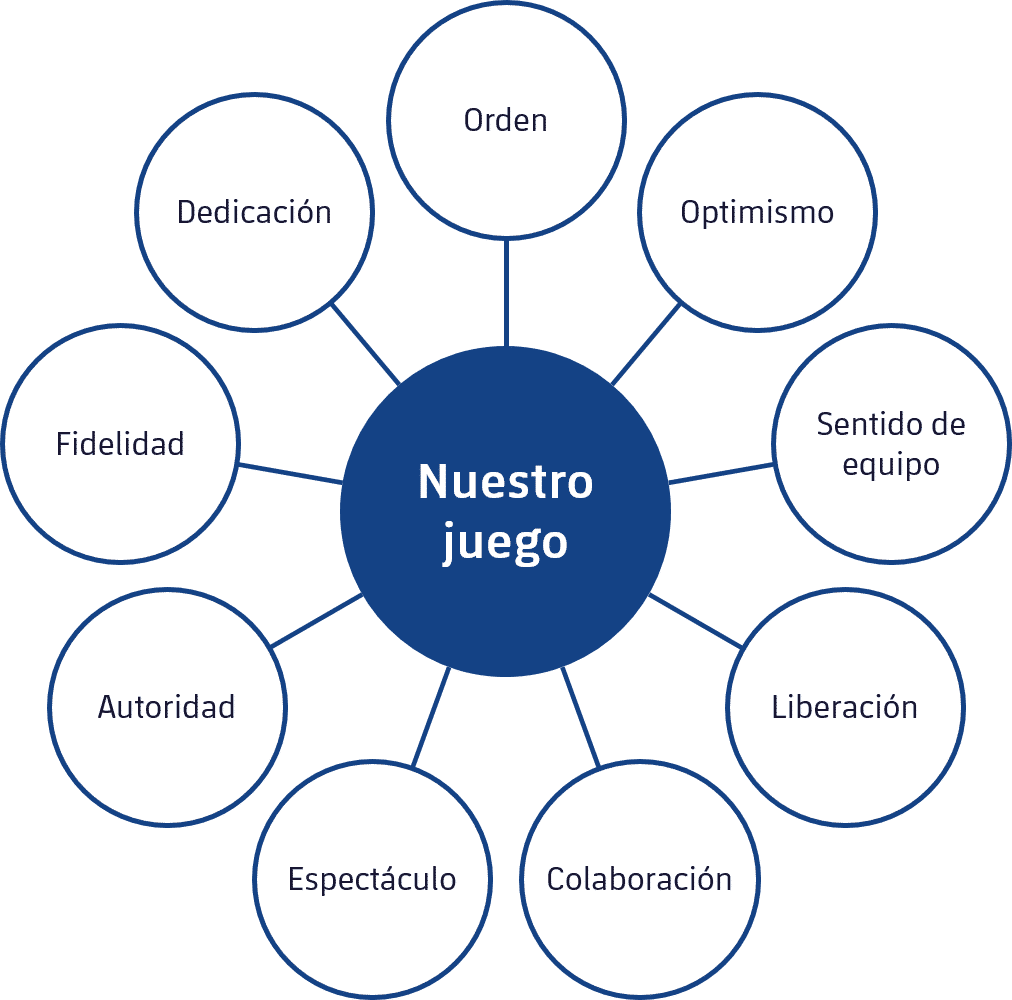 Orden
Dedicación
Optimismo
Fidelidad
Sentido de
equipo
Nuestro
juego
Autoridad
Liberación
Espectáculo
Colaboración